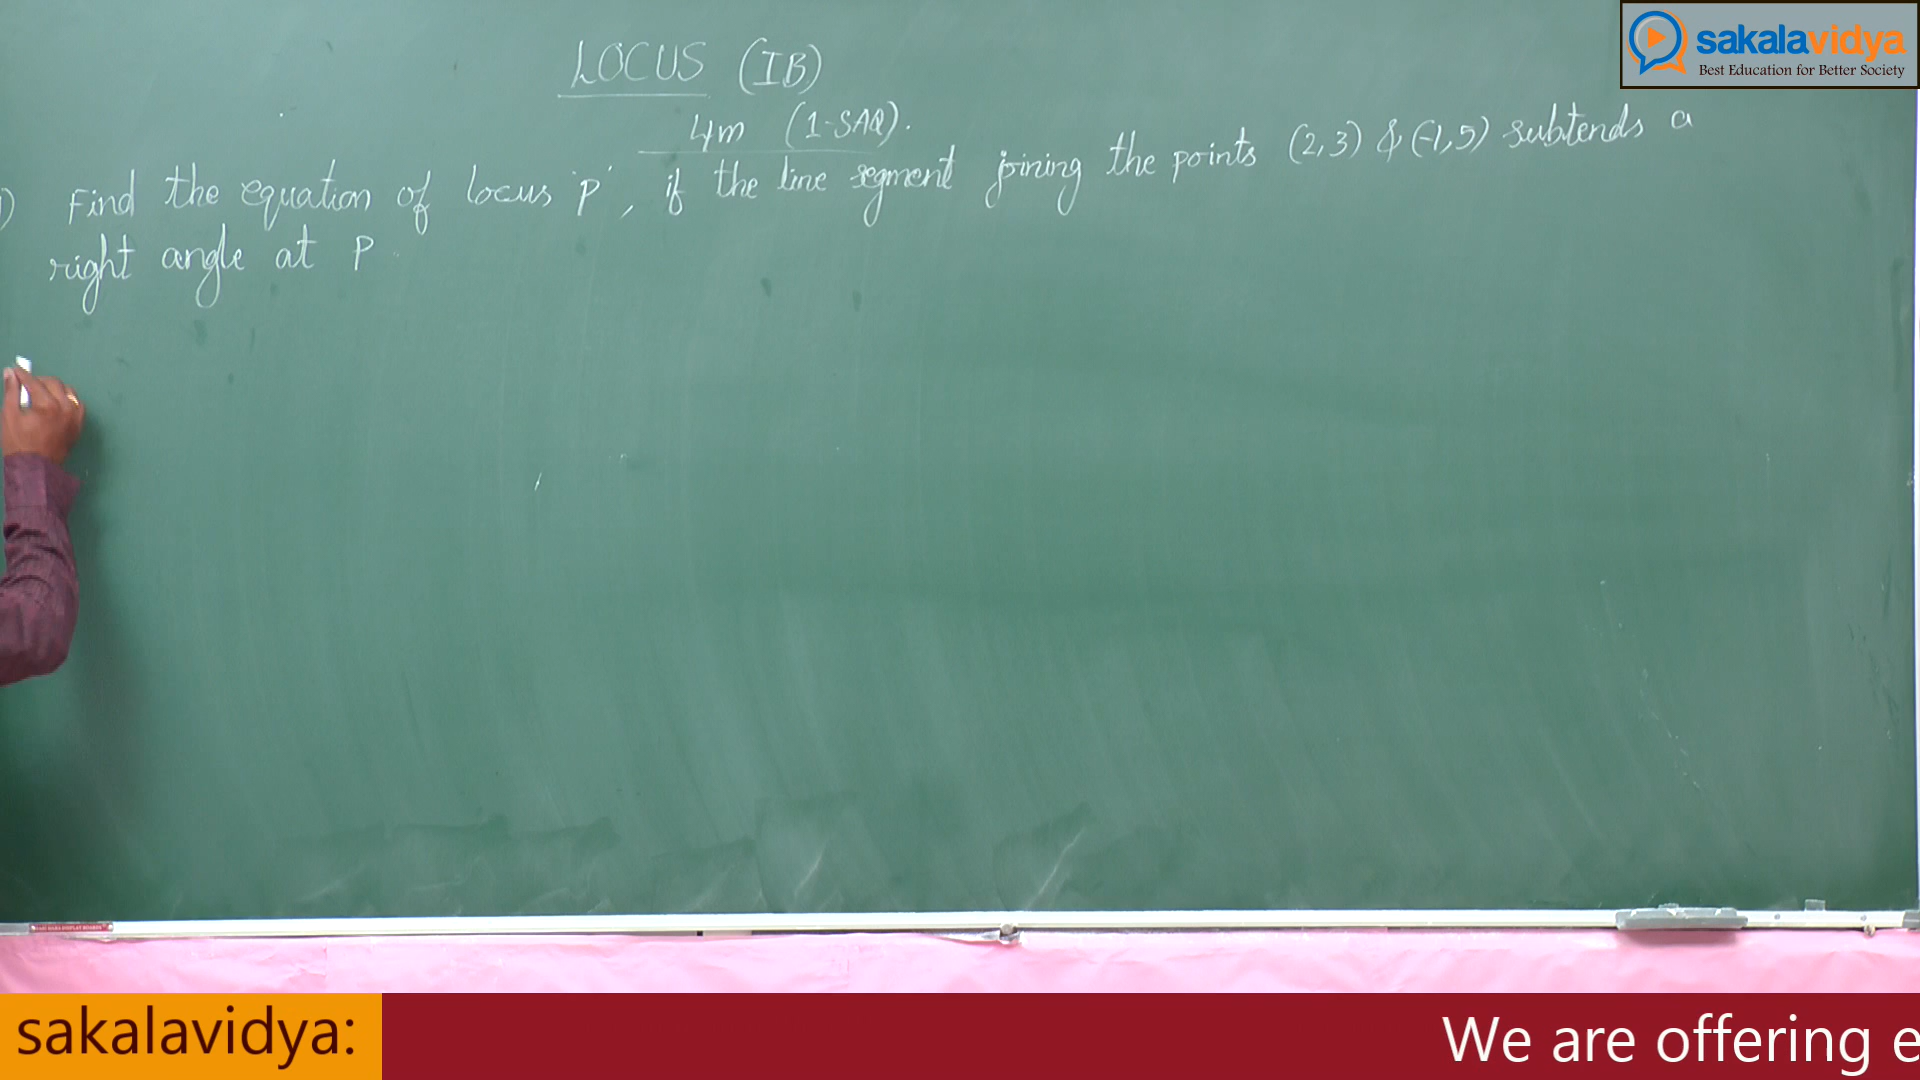 sakalavidya
Best Education for Better Society
LOCUS (IB)
4m (1-SAQ).
1) Find the equation of locus 'P', if the line segment joining the points (2,3) & (-1,5) subtends a
right angle at P.
sakalavidya:
We are offering e